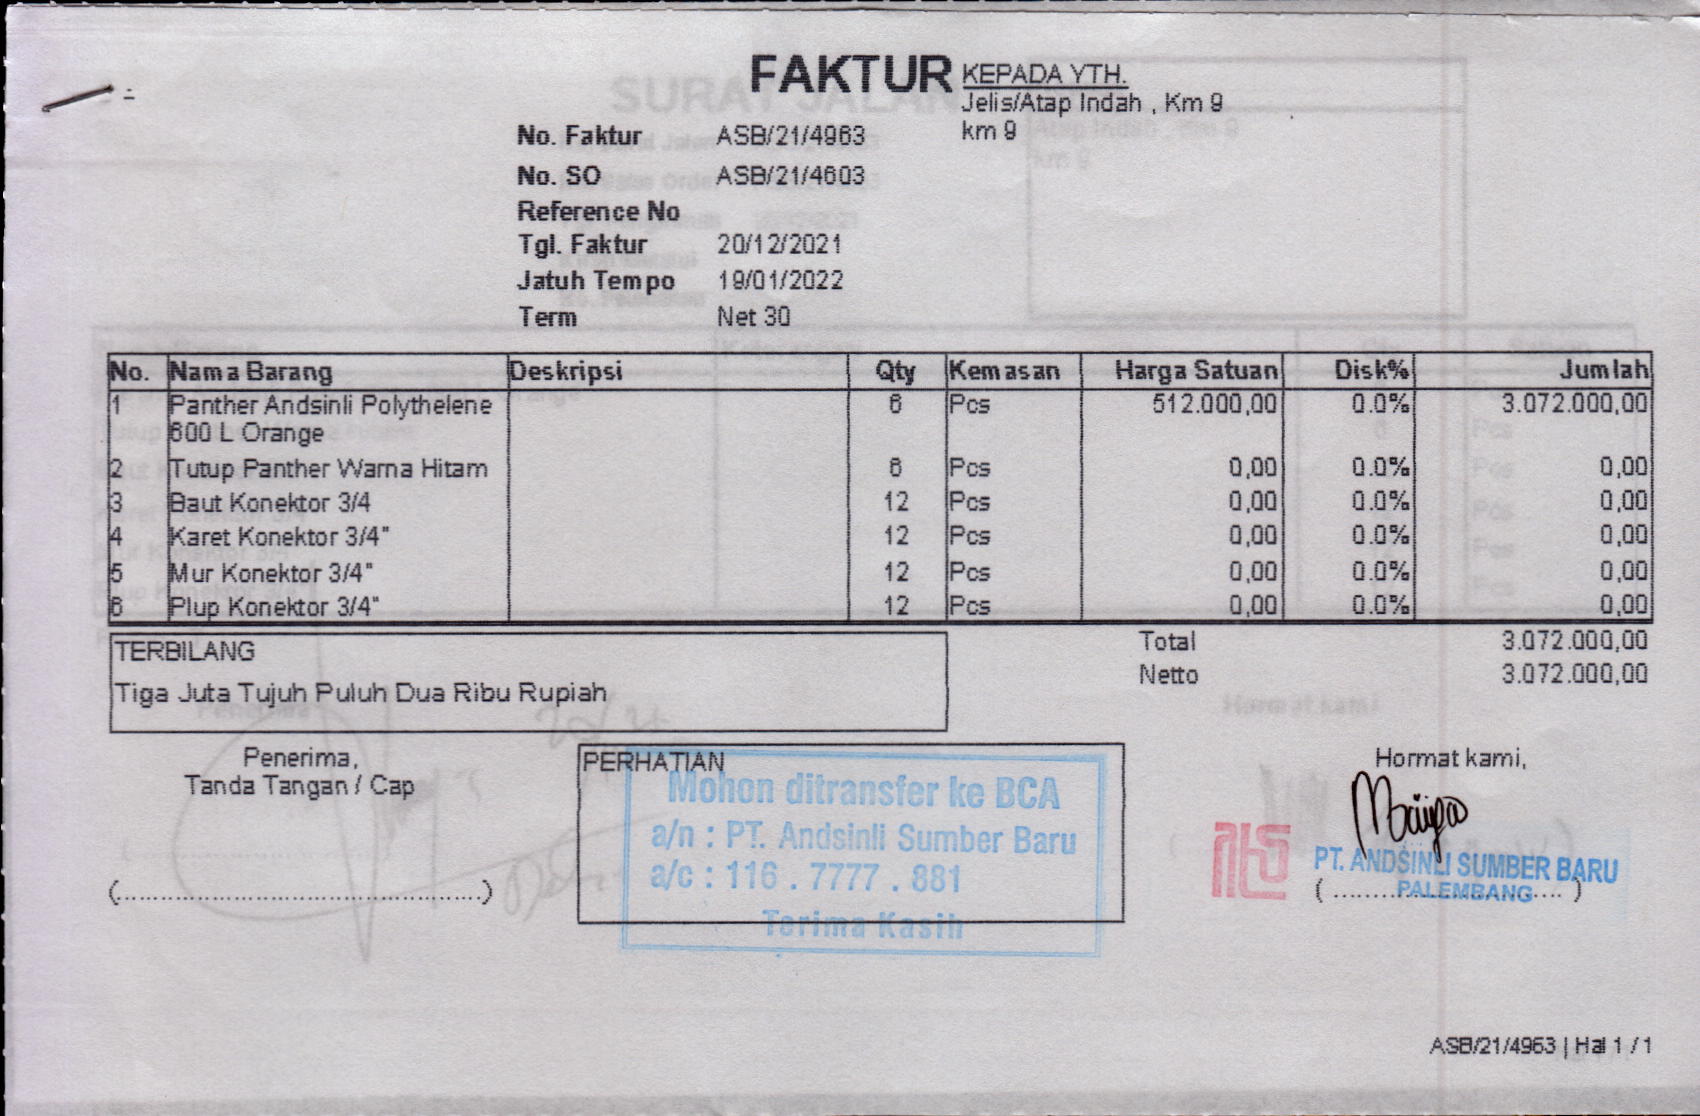 FAKTUR
KEPADA YTH.
Jelis/Atap Indah , Km 9
km 9
No. Faktur ASB/21/4963
No. SO ASB/21/4603
Reference No
Tgl. Faktur 20/12/2021
Jatuh Tempo 19/01/2022
Term Net 30
No. Nama Barang Deskripsi Qty Kemasan Harga Satuan Disk% Jumlah
1 Panther Andsinli Polythelene 6 Pcs 512.000,00 0.0% 3.072.000,00
600 L Orange
2 Tutup Panther Warna Hitam 6 Pcs 0,00 0.0% 0,00
3 Baut Konektor 3/4 12 Pcs 0,00 0.0% 0,00
4 Karet Konektor 3/4" 12 Pcs 0,00 0.0% 0,00
5 Mur Konektor 3/4" 12 Pcs 0,00 0.0% 0,00
6 Plup Konektor 3/4" 12 Pcs 0,00 0.0% 0,00
TERBILANG
Tiga Juta Tujuh Puluh Dua Ribu Rupiah
Total 3.072.000,00
Netto 3.072.000,00
Penerima,
Tanda Tangan / Cap
(..............................................)
PERHATIAN
Mohon ditransfer ke BCA
a/n : PT. Andsinli Sumber Baru
a/c : 116 . 7777 . 881
Terima Kasih
Hormat kami,
PT. ANDSINLI SUMBER BARU
PALEMBANG
ASB/21/4963 | Hal 1 / 1